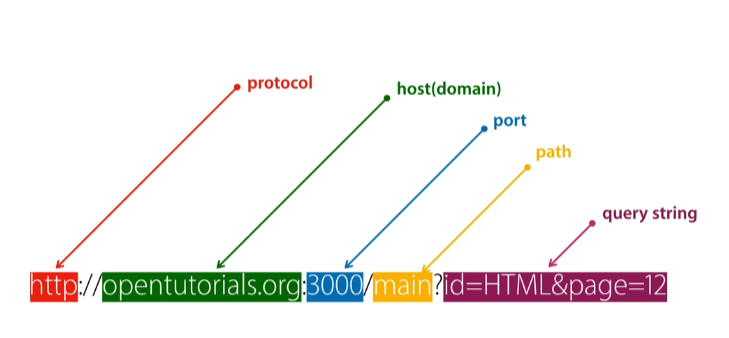 protocol
host(domain)
port
path
query string
http://opentutorials.org:3000/main?id=HTML&page=12